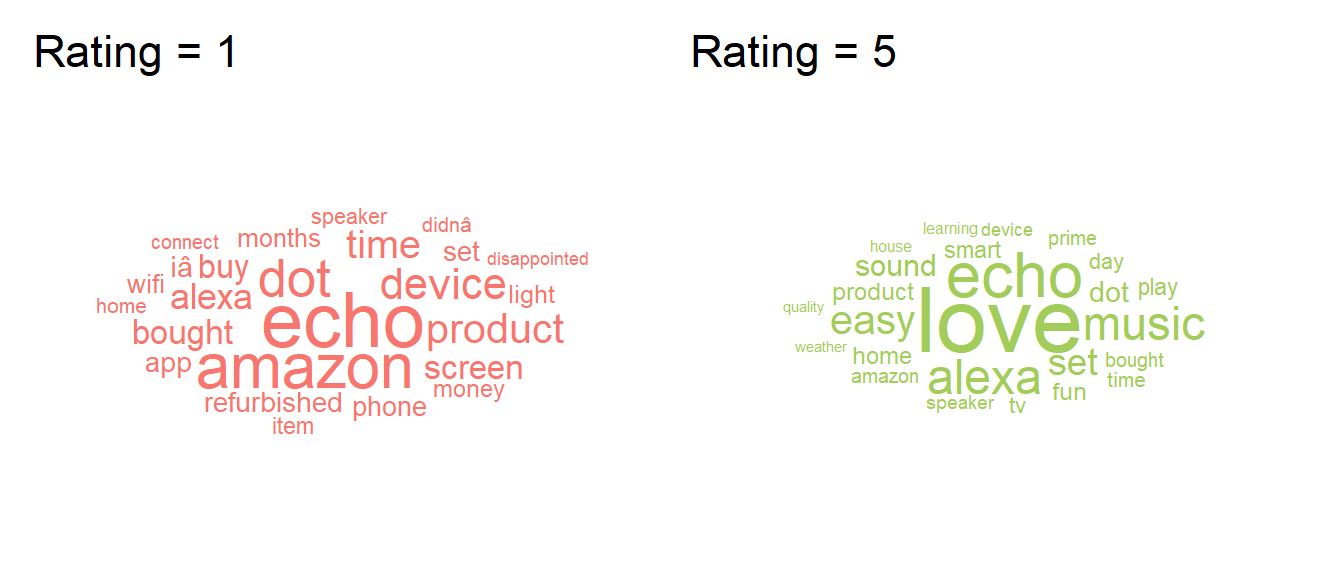 Rating = 1
speaker didnâ
connect months time set disappointed
iâ buy dot device light
wifi alexa
home echo product
bought
app amazon screen
money
refurbished phone
item
Rating = 5
learning device
house smart prime
sound echo day
product dot play
quality easy love music
weather home set bought
amazon alexa fun time
speaker tv